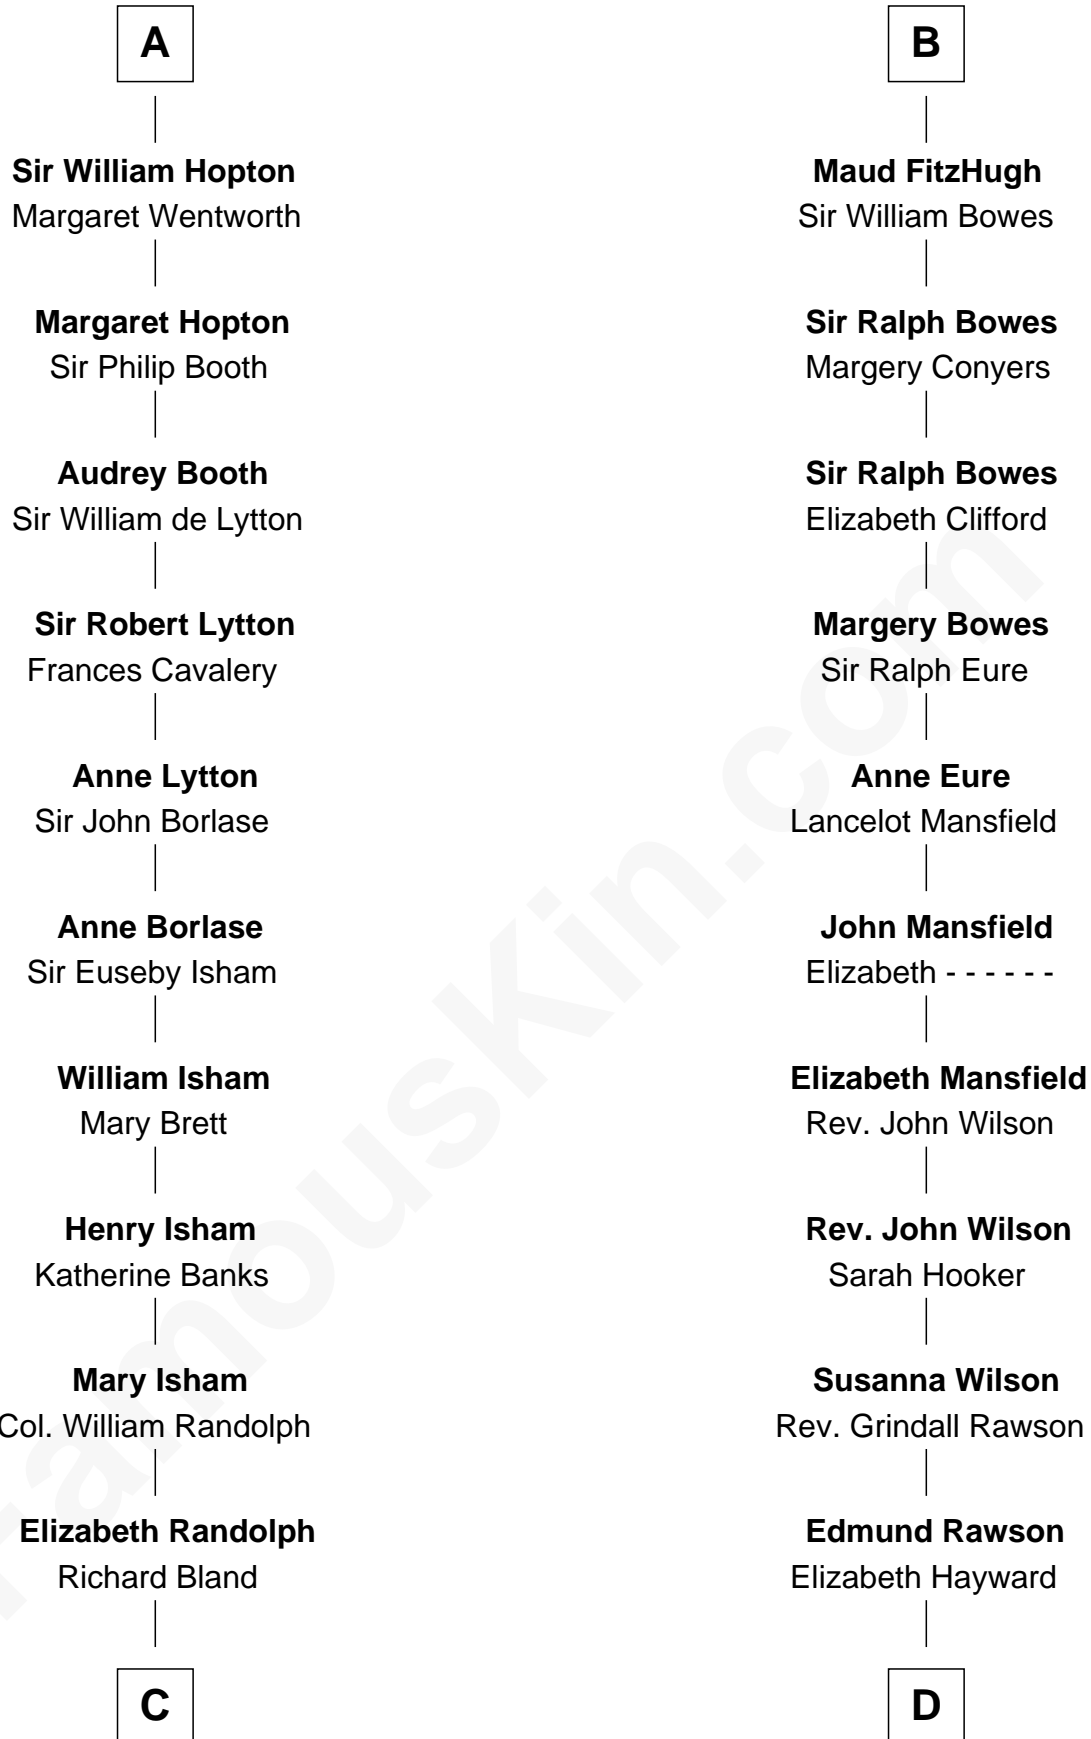 A
Sir William Hopton
Margaret Wentworth
Margaret Hopton
Sir Philip Booth
Audrey Booth
Sir William de Lytton
Sir Robert Lytton
Frances Cavalery
Anne Lytton
Sir John Borlase
Anne Borlase
Sir Euseby Isham
William Isham
Mary Brett
Henry Isham
Katherine Banks
Mary Isham
Col. William Randolph
Elizabeth Randolph
Richard Bland
C
B
Maud FitzHugh
Sir William Bowes
Sir Ralph Bowes
Margery Conyers
Sir Ralph Bowes
Elizabeth Clifford
Margery Bowes
Sir Ralph Eure
Anne Eure
Lancelot Mansfield
John Mansfield
Elizabeth - - - - - -
Elizabeth Mansfield
Rev. John Wilson
Rev. John Wilson
Sarah Hooker
Susanna Wilson
Rev. Grindall Rawson
Edmund Rawson
Elizabeth Hayward
D
FamousKin.com